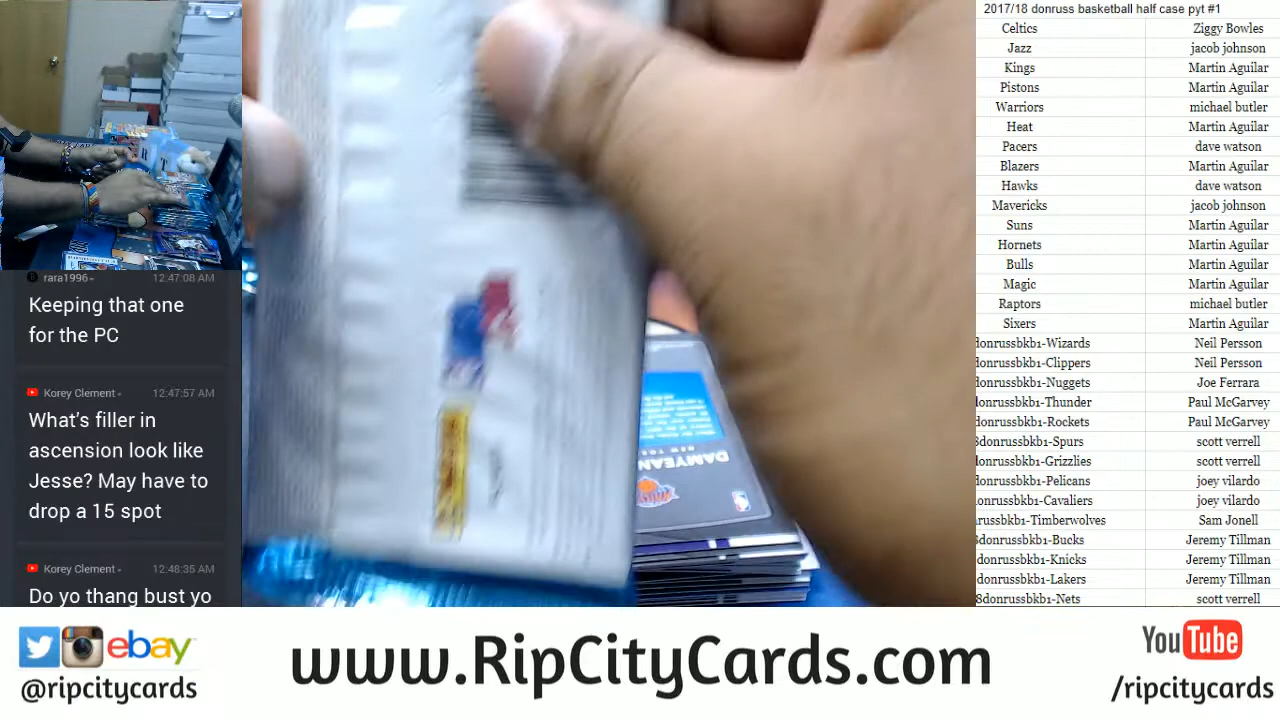 2017/18 donruss basketball half case pyt #1
Celtics Ziggy Bowles
Jazz jacob johnson
Kings Martin Aguilar
Pistons Martin Aguilar
Warriors michael butler
Heat Martin Aguilar
Pacers dave watson
Blazers Martin Aguilar
Hawks dave watson
Mavericks jacob johnson
Suns Martin Aguilar
Hornets Martin Aguilar
Bulls Martin Aguilar
Magic Martin Aguilar
Raptors michael butler
Sixers Martin Aguilar
donrussbkb1-Wizards Neil Persson
donrussbkb1-Clippers Neil Persson
donrussbkb1-Nuggets Joe Ferrara
donrussbkb1-Thunder Paul McGarvey
donrussbkb1-Rockets Paul McGarvey
8donrussbkb1-Spurs scott verrell
donrussbkb1-Grizzlies scott verrell
donrussbkb1-Pelicans joey vilardo
onrussbkb1-Cavaliers joey vilardo
russbkb1-Timberwolves Sam Jonell
donrussbkb1-Bucks Jeremy Tillman
donrussbkb1-Knicks Jeremy Tillman
donrussbkb1-Lakers Jeremy Tillman
8donrussbkb1-Nets scott verrell
rara1996 12:47:08 AM
Keeping that one
for the PC
Korey Clement 12:47:57 AM
What's filler in
ascension look like
Jesse? May have to
drop a 15 spot
Korey Clement 12:48:35 AM
Do yo thang bust yo
DAMYEAN
NEW YOR
ebay
@ripcitycards
www.RipCityCards.com
YouTube
/ripcitycards